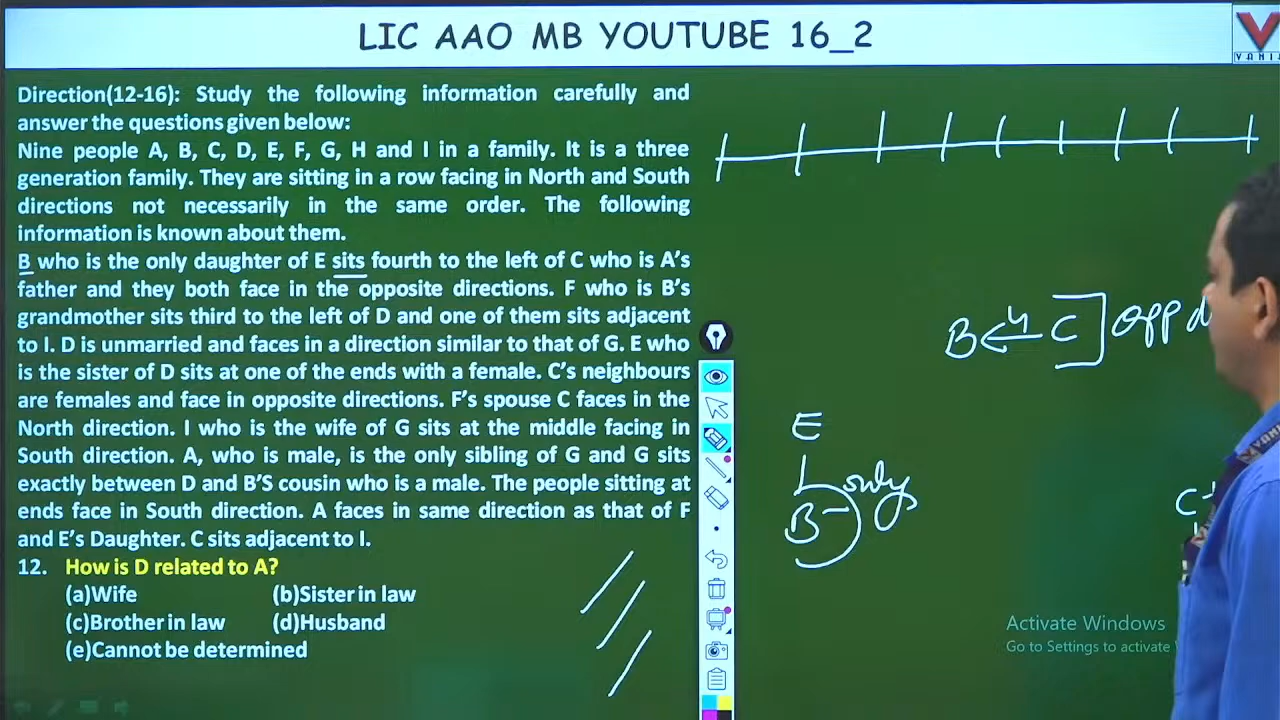 LIC AAO MB YOUTUBE 16_2
V
Direction(12-16): Study the following information carefully and
answer the questions given below:
Nine people A, B, C, D, E, F, G, H and I in a family. It is a three
generation family. They are sitting in a row facing in North and South
directions not necessarily in the same order. The following
information is known about them.
B who is the only daughter of E sits fourth to the left of C who is A's
father and they both face in the opposite directions. F who is B's
grandmother sits third to the left of D and one of them sits adjacent
to I. D is unmarried and faces in a direction similar to that of G. E who
is the sister of D sits at one of the ends with a female. C's neighbours
are females and face in opposite directions. F's spouse C faces in the
North direction. I who is the wife of G sits at the middle facing in
South direction. A, who is male, is the only sibling of G and G sits
exactly between D and B'S cousin who is a male. The people sitting at
ends face in South direction. A faces in same direction as that of F
and E's Daughter. C sits adjacent to I.
12. How is D related to A?
(a)Wife (b)Sister in law
(c)Brother in law (d)Husband
(e)Cannot be determined
B 4 C opp d
E
only
B
C
Activate Windows
Go to Settings to activate